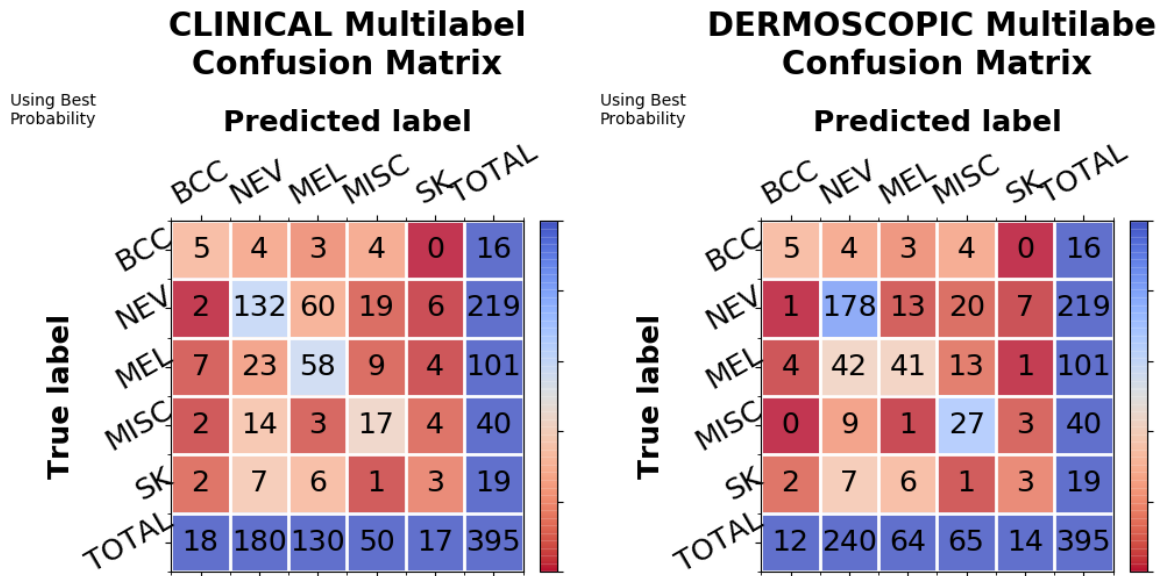 CLINICAL Multilabel
Confusion Matrix
Using Best
Probability
Predicted label
BCC NEV MEL MISC SK TOTAL
True label
BCC 5 4 3 4 0 16
NEV 2 132 60 19 6 219
MEL 7 23 58 9 4 101
MISC 2 14 3 17 4 40
SK 2 7 6 1 3 19
TOTAL 18 180 130 50 17 395
DERMOSCOPIC Multilabe
Confusion Matrix
Using Best
Probability
Predicted label
BCC NEV MEL MISC SK TOTAL
True label
BCC 5 4 3 4 0 16
NEV 1 178 13 20 7 219
MEL 4 42 41 13 1 101
MISC 0 9 1 27 3 40
SK 2 7 6 1 3 19
TOTAL 12 240 64 65 14 395